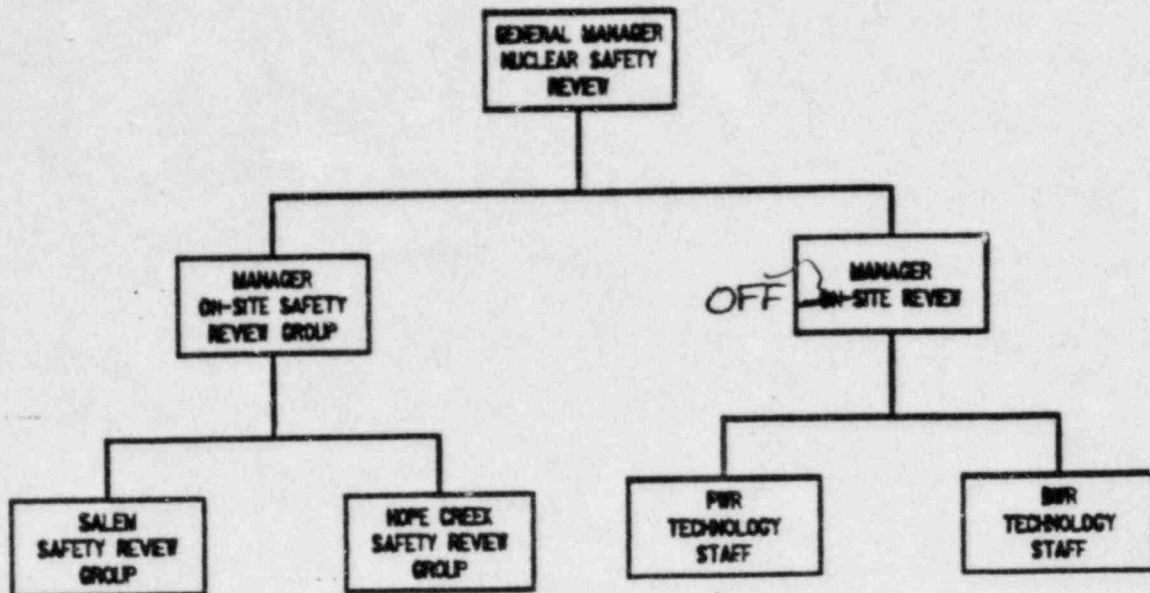 GENERAL MANAGER
NUCLEAR SAFETY
REVIEW
MANAGER
ON-SITE SAFETY
REVIEW GROUP
OFF
MANAGER
ON-SITE REVIEW
SALEM
SAFETY REVIEW
GROUP
HOPE CREEK
SAFETY REVIEW
GROUP
PWR
TECHNOLOGY
STAFF
BWR
TECHNOLOGY
STAFF